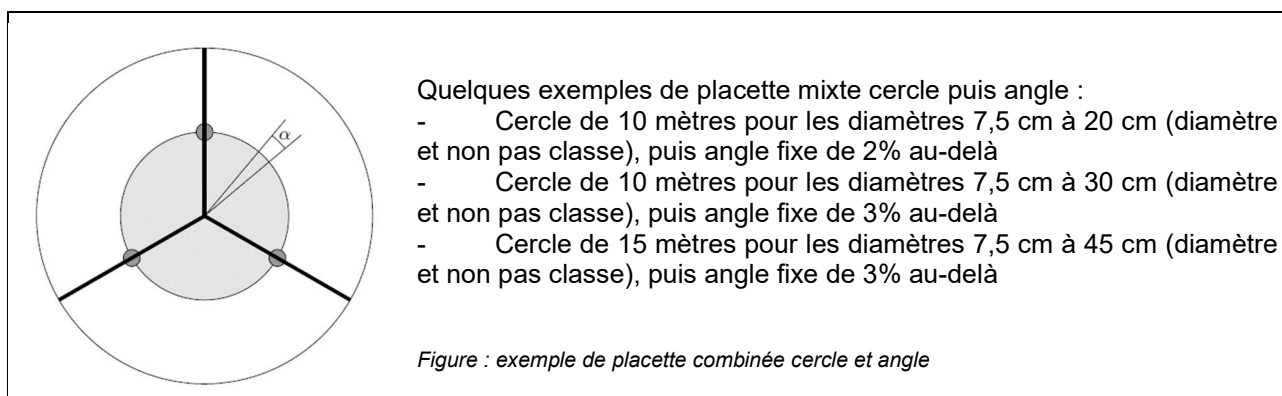 α
Quelques exemples de placette mixte cercle puis angle :
- Cercle de 10 mètres pour les diamètres 7,5 cm à 20 cm (diamètre
et non pas classe), puis angle fixe de 2% au-delà
- Cercle de 10 mètres pour les diamètres 7,5 cm à 30 cm (diamètre
et non pas classe), puis angle fixe de 3% au-delà
- Cercle de 15 mètres pour les diamètres 7,5 cm à 45 cm (diamètre
et non pas classe), puis angle fixe de 3% au-delà
Figure : exemple de placette combinée cercle et angle